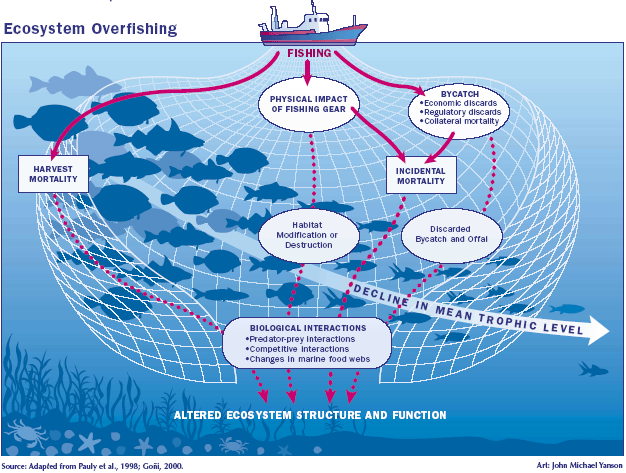 Ecosystem Overfishing
FISHING
PHYSICAL IMPACT
OF FISHING GEAR
BYCATCH
•Economic discards
•Regulatory discards
•Collateral mortality
HARVEST
MORTALITY
INCIDENTAL
MORTALITY
Habitat
Modification or
Destruction
Discarded
Bycatch and Offal
DECLINE IN MEAN TROPHIC LEVEL
BIOLOGICAL INTERACTIONS
•Predator-prey interactions
•Competitive interactions
•Changes in marine food webs
ALTERED ECOSYSTEM STRUCTURE AND FUNCTION
Source: Adapted from Pauly et al., 1998; Goñi, 2000.
Art: John Michael Yanson